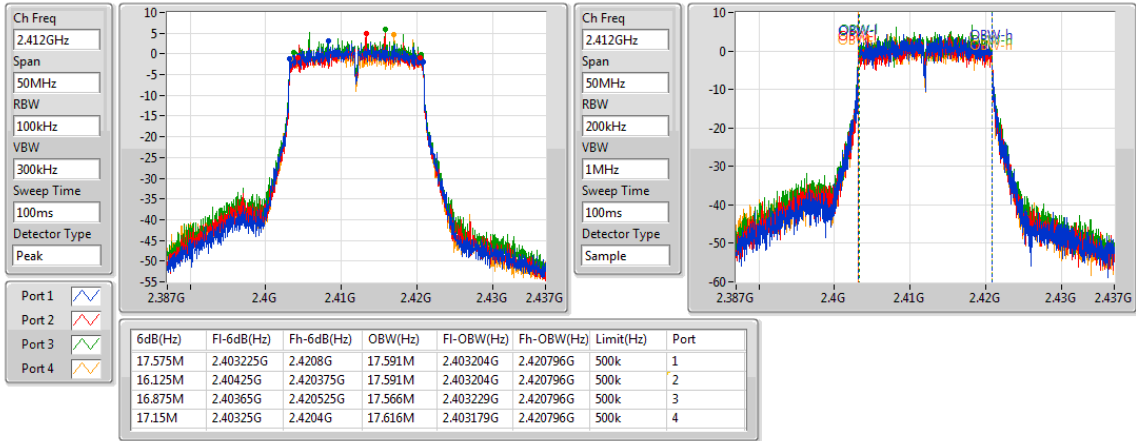 Ch Freq
2.412GHz
Span
50MHz
RBW
100kHz
VBW
300kHz
Sweep Time
100ms
Detector Type
Peak
Port 1
Port 2
Port 3
Port 4
10
5
0
-5
-10
-15
-20
-25
-30
-35
-40
-45
-50
-55
2.387G 2.4G 2.41G 2.42G 2.437G
Ch Freq
2.412GHz
Span
50MHz
RBW
200kHz
VBW
1MHz
Sweep Time
100ms
Detector Type
Sample
10
0
-10
-20
-30
-40
-50
-60
2.387G 2.4G 2.41G 2.42G 2.43G 2.437G
OBW-l
OBW-h
6dB(Hz) Fl-6dB(Hz) Fh-6dB(Hz) OBW(Hz) Fl-OBW(Hz) Fh-OBW(Hz) Limit(Hz) Port
17.575M 2.403225G 2.4208G 17.591M 2.403204G 2.420796G 500k 1
16.125M 2.40425G 2.420375G 17.591M 2.403204G 2.420796G 500k 2
16.875M 2.40365G 2.420525G 17.566M 2.403229G 2.420796G 500k 3
17.15M 2.40325G 2.4204G 17.616M 2.403179G 2.420796G 500k 4